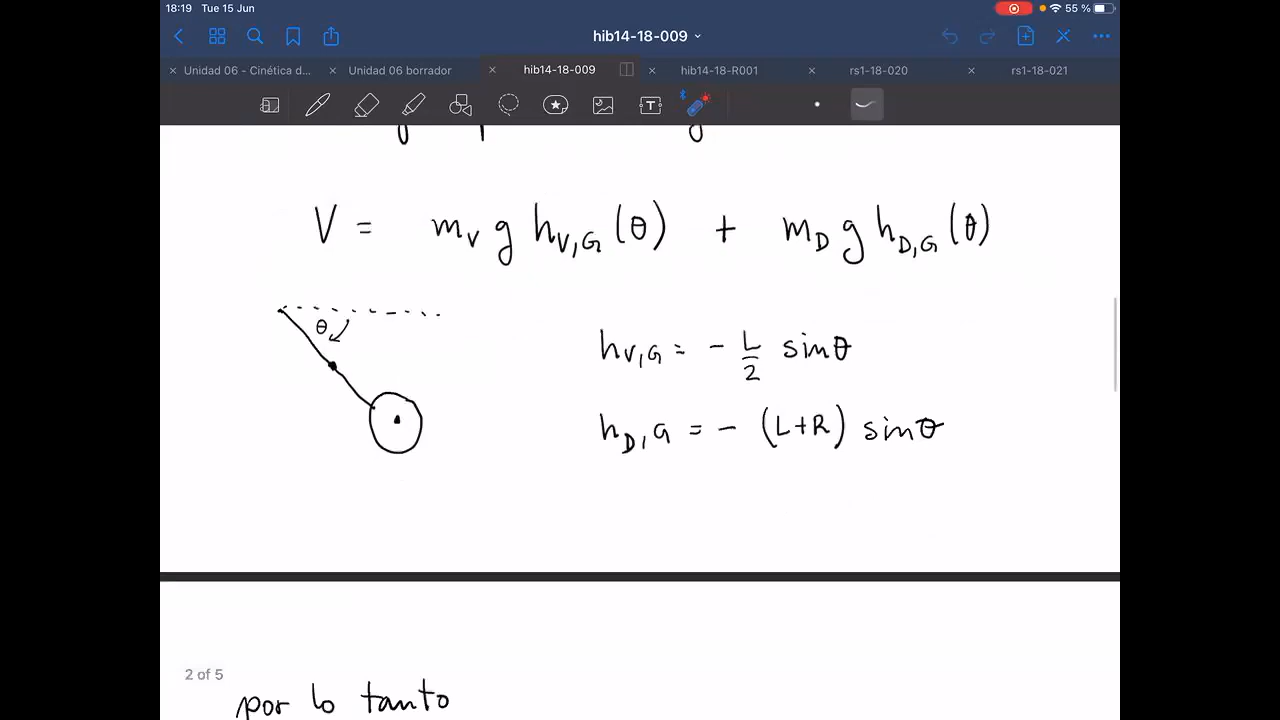 18:19 Tue 15 Jun
55 %
hib14-18-009
Unidad 06 - Cinética d...
Unidad 06 borrador
hib14-18-009
hib14-18-R001
rs1-18-020
rs1-18-021
T
V = m_V g h_{V,G}(θ) + m_D g h_{D,G}(θ)
θ
h_{V,G} = - L/2 sinθ
h_{D,G} = - (L+R) sinθ
2 of 5
por lo tanto